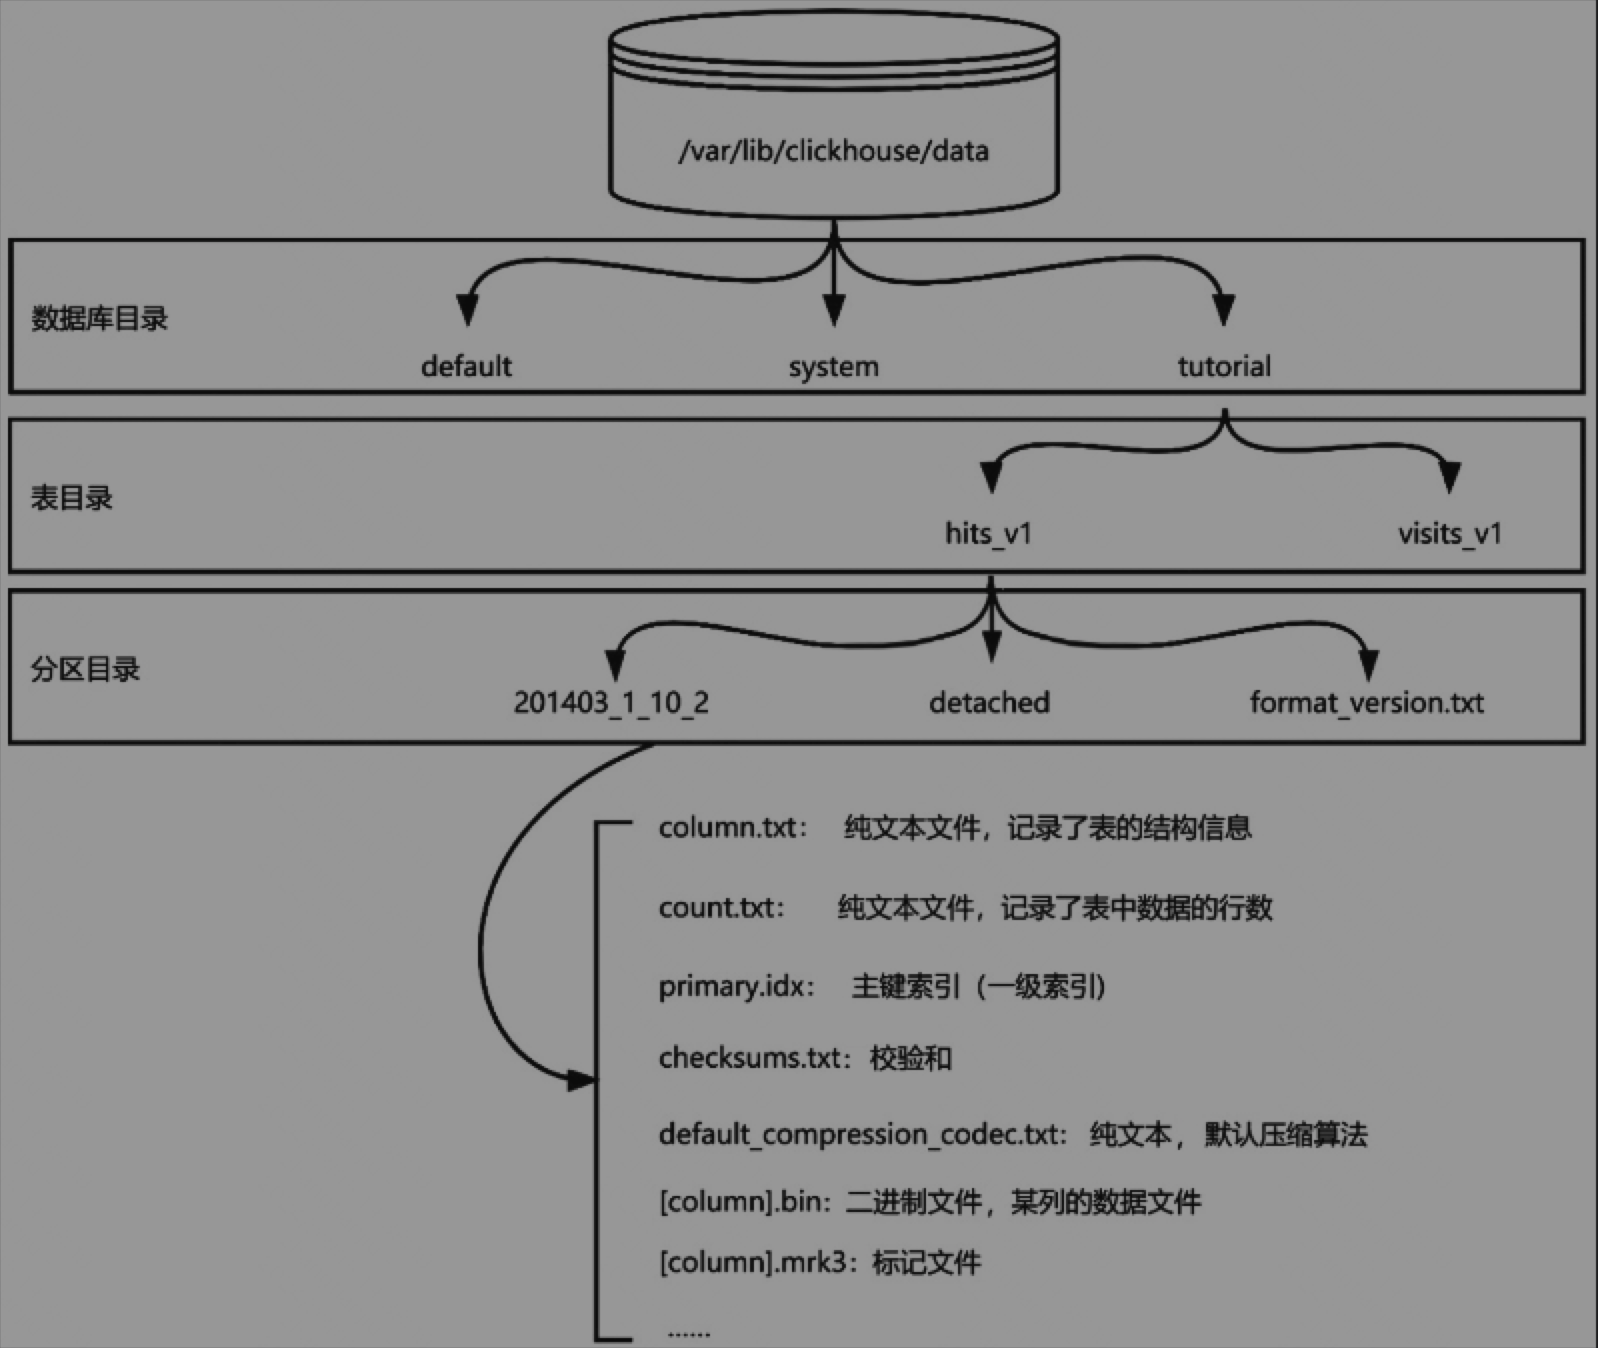 /var/lib/clickhouse/data
数据库目录
default
system
tutorial
表目录
hits_v1
visits_v1
分区目录
201403_1_10_2
detached
format_version.txt
column.txt： 纯文本文件，记录了表的结构信息
count.txt： 纯文本文件，记录了表中数据的行数
primary.idx： 主键索引（一级索引）
checksums.txt：校验和
default_compression_codec.txt： 纯文本，默认压缩算法
[column].bin：二进制文件，某列的数据文件
[column].mrk3：标记文件
......